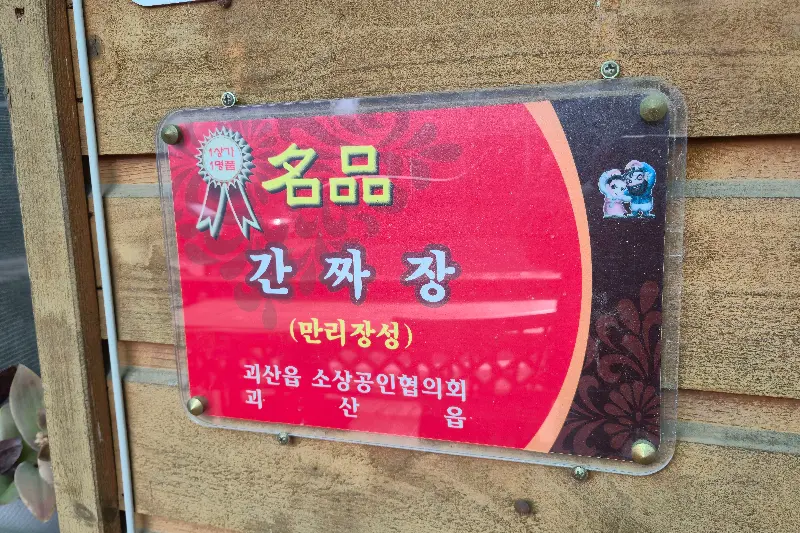 1상가
1명품
名品
간짜장
(만리장성)
괴산읍 소상공인협의회
괴산읍